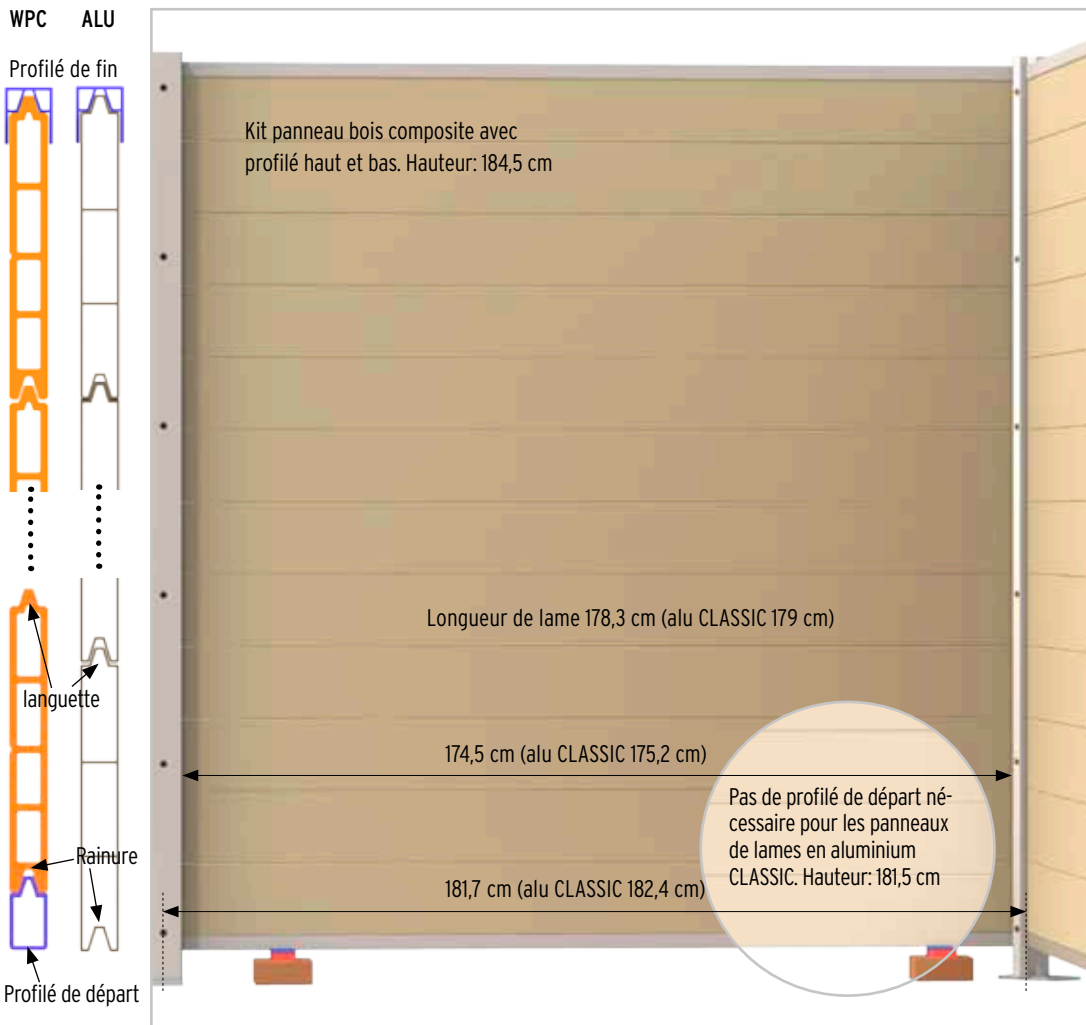 WPC ALU
Profilé de fin
Kit panneau bois composite avec
profilé haut et bas. Hauteur: 184,5 cm
Longueur de lame 178,3 cm (alu CLASSIC 179 cm)
languette
174,5 cm (alu CLASSIC 175,2 cm)
Pas de profilé de départ né-
cessaire pour les panneaux
de lames en aluminium
CLASSIC. Hauteur: 181,5 cm
Rainure
181,7 cm (alu CLASSIC 182,4 cm)
Profilé de départ